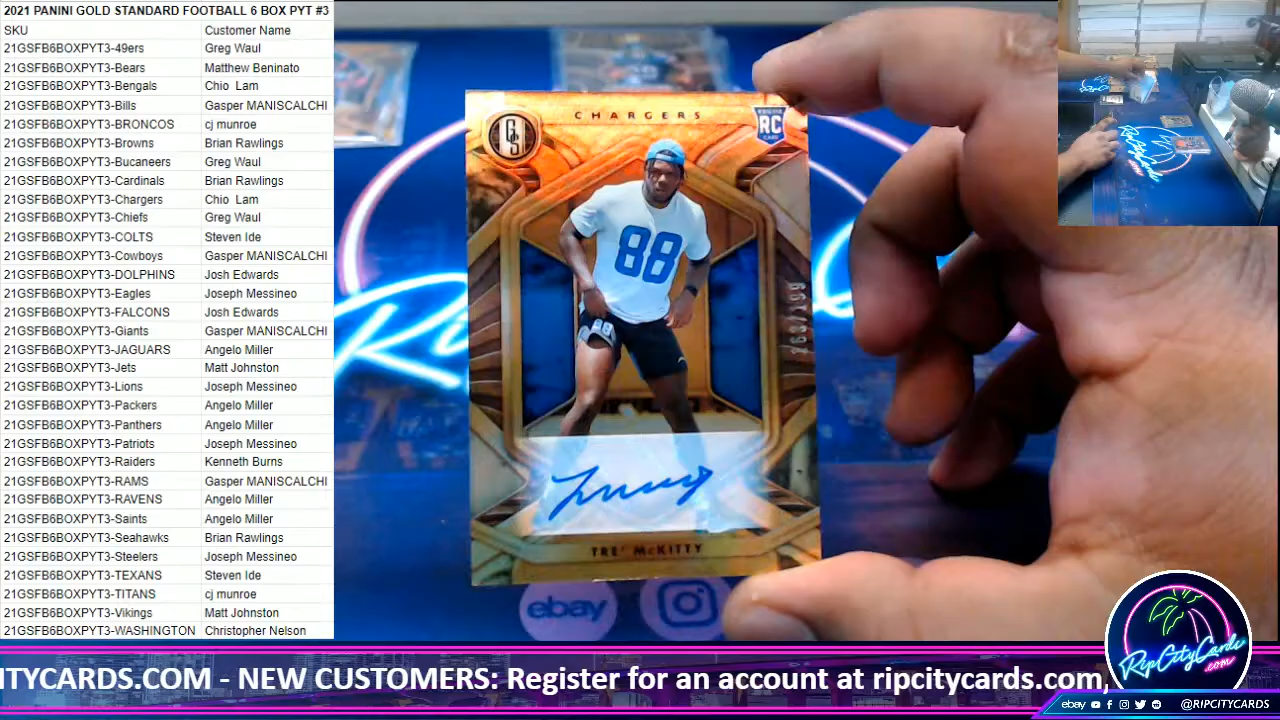 2021 PANINI GOLD STANDARD FOOTBALL 6 BOX PYT #3
SKU Customer Name
21GSFB6BOXPYT3-49ers Greg Waul
21GSFB6BOXPYT3-Bears Matthew Beninato
21GSFB6BOXPYT3-Bengals Chio Lam
21GSFB6BOXPYT3-Bills Gasper MANISCALCHI
21GSFB6BOXPYT3-BRONCOS cj munroe
21GSFB6BOXPYT3-Browns Brian Rawlings
21GSFB6BOXPYT3-Bucaneers Greg Waul
21GSFB6BOXPYT3-Cardinals Brian Rawlings
21GSFB6BOXPYT3-Chargers Chio Lam
21GSFB6BOXPYT3-Chiefs Greg Waul
21GSFB6BOXPYT3-COLTS Steven Ide
21GSFB6BOXPYT3-Cowboys Gasper MANISCALCHI
21GSFB6BOXPYT3-DOLPHINS Josh Edwards
21GSFB6BOXPYT3-Eagles Joseph Messineo
21GSFB6BOXPYT3-FALCONS Josh Edwards
21GSFB6BOXPYT3-Giants Gasper MANISCALCHI
21GSFB6BOXPYT3-JAGUARS Angelo Miller
21GSFB6BOXPYT3-Jets Matt Johnston
21GSFB6BOXPYT3-Lions Joseph Messineo
21GSFB6BOXPYT3-Packers Angelo Miller
21GSFB6BOXPYT3-Panthers Angelo Miller
21GSFB6BOXPYT3-Patriots Joseph Messineo
21GSFB6BOXPYT3-Raiders Kenneth Burns
21GSFB6BOXPYT3-RAMS Gasper MANISCALCHI
21GSFB6BOXPYT3-RAVENS Angelo Miller
21GSFB6BOXPYT3-Saints Angelo Miller
21GSFB6BOXPYT3-Seahawks Brian Rawlings
21GSFB6BOXPYT3-Steelers Joseph Messineo
21GSFB6BOXPYT3-TEXANS Steven Ide
21GSFB6BOXPYT3-TITANS cj munroe
21GSFB6BOXPYT3-Vikings Matt Johnston
21GSFB6BOXPYT3-WASHINGTON Christopher Nelson
CHARGERS
GS
RC
88
TRE' McKITTY
ebay
ITYCARDS.COM - NEW CUSTOMERS: Register for an account at ripcitycards.com,
RipCityCards
.com
ebay @RIPCITYCARDS